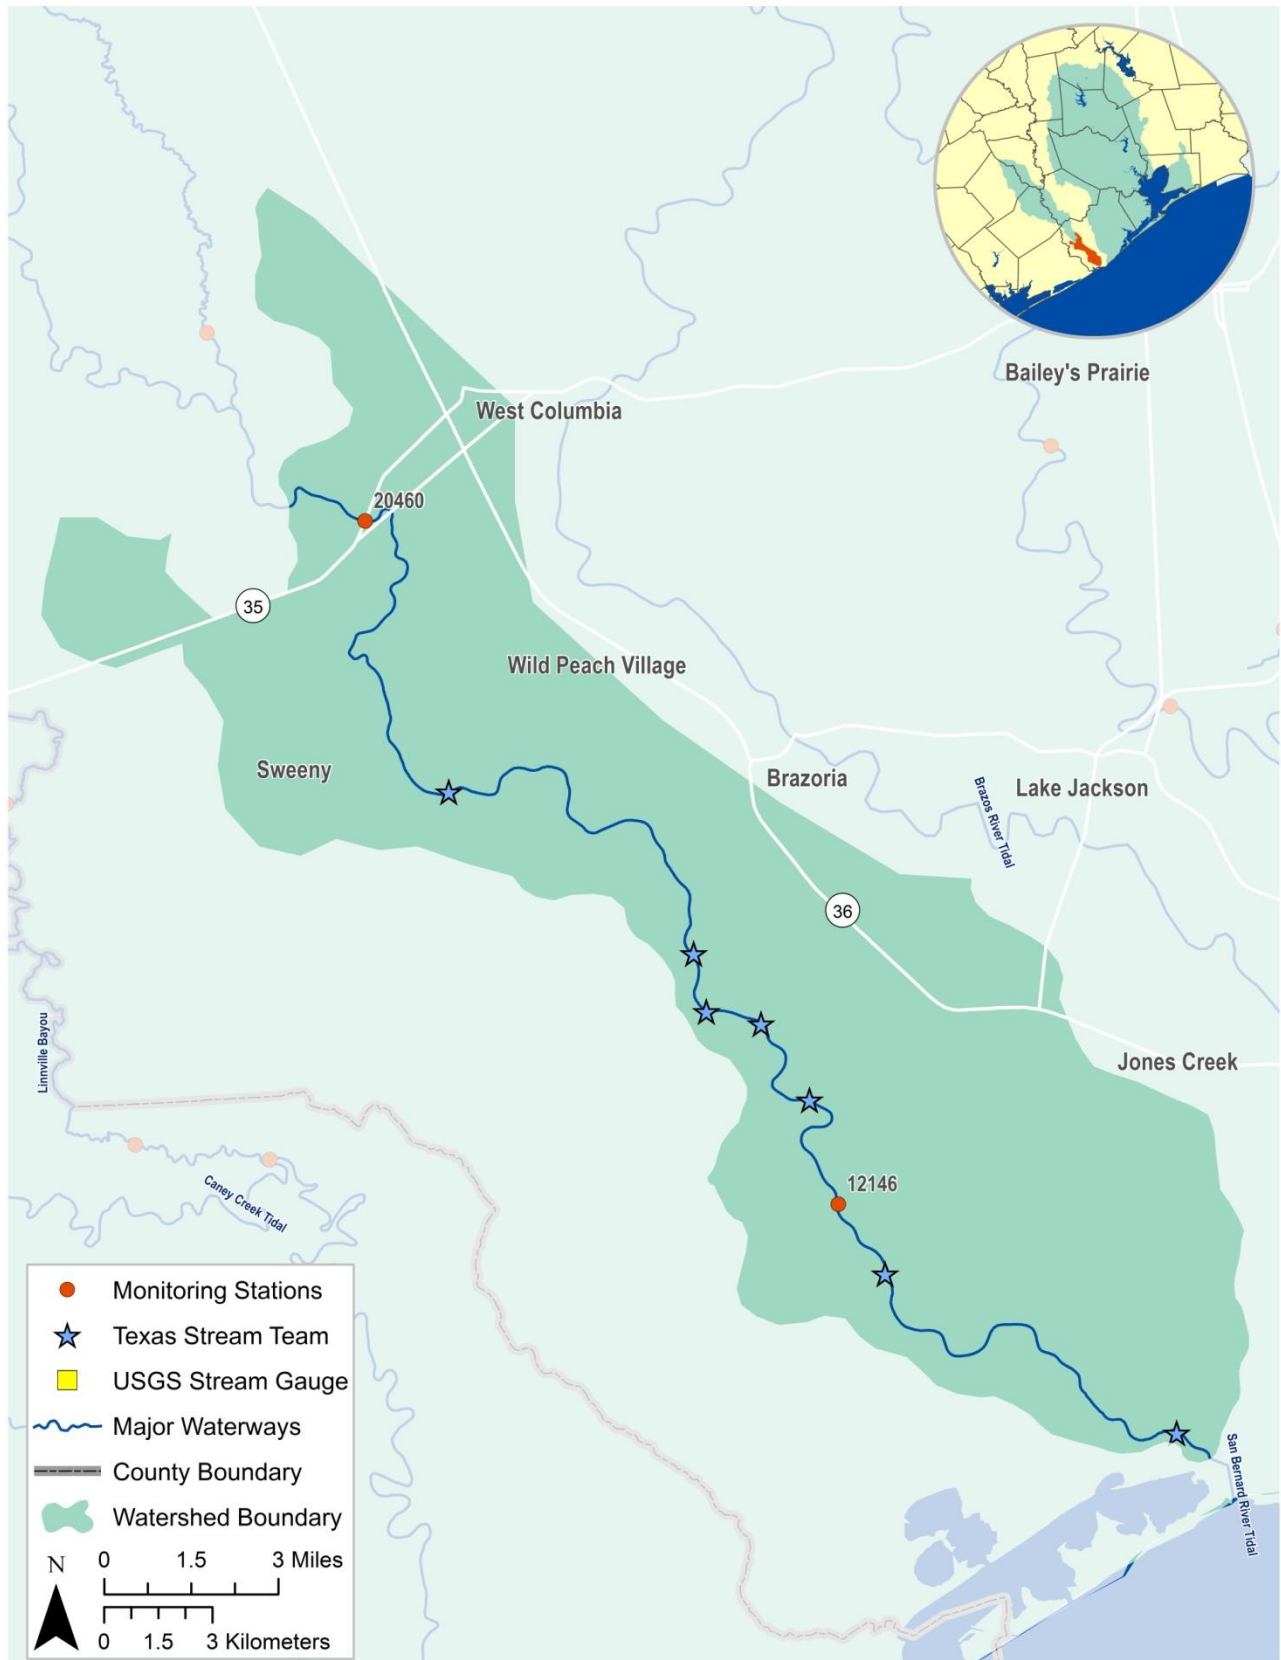 Bailey's Prairie
West Columbia
20460
35
Wild Peach Village
Sweeny
Brazoria
Lake Jackson
Brazos River Tidal
36
Linnville Bayou
Jones Creek
Caney Creek Tidal
12146
San Bernard River Tidal
Monitoring Stations
Texas Stream Team
USGS Stream Gauge
Major Waterways
County Boundary
Watershed Boundary
N
0 1.5 3 Miles
0 1.5 3 Kilometers